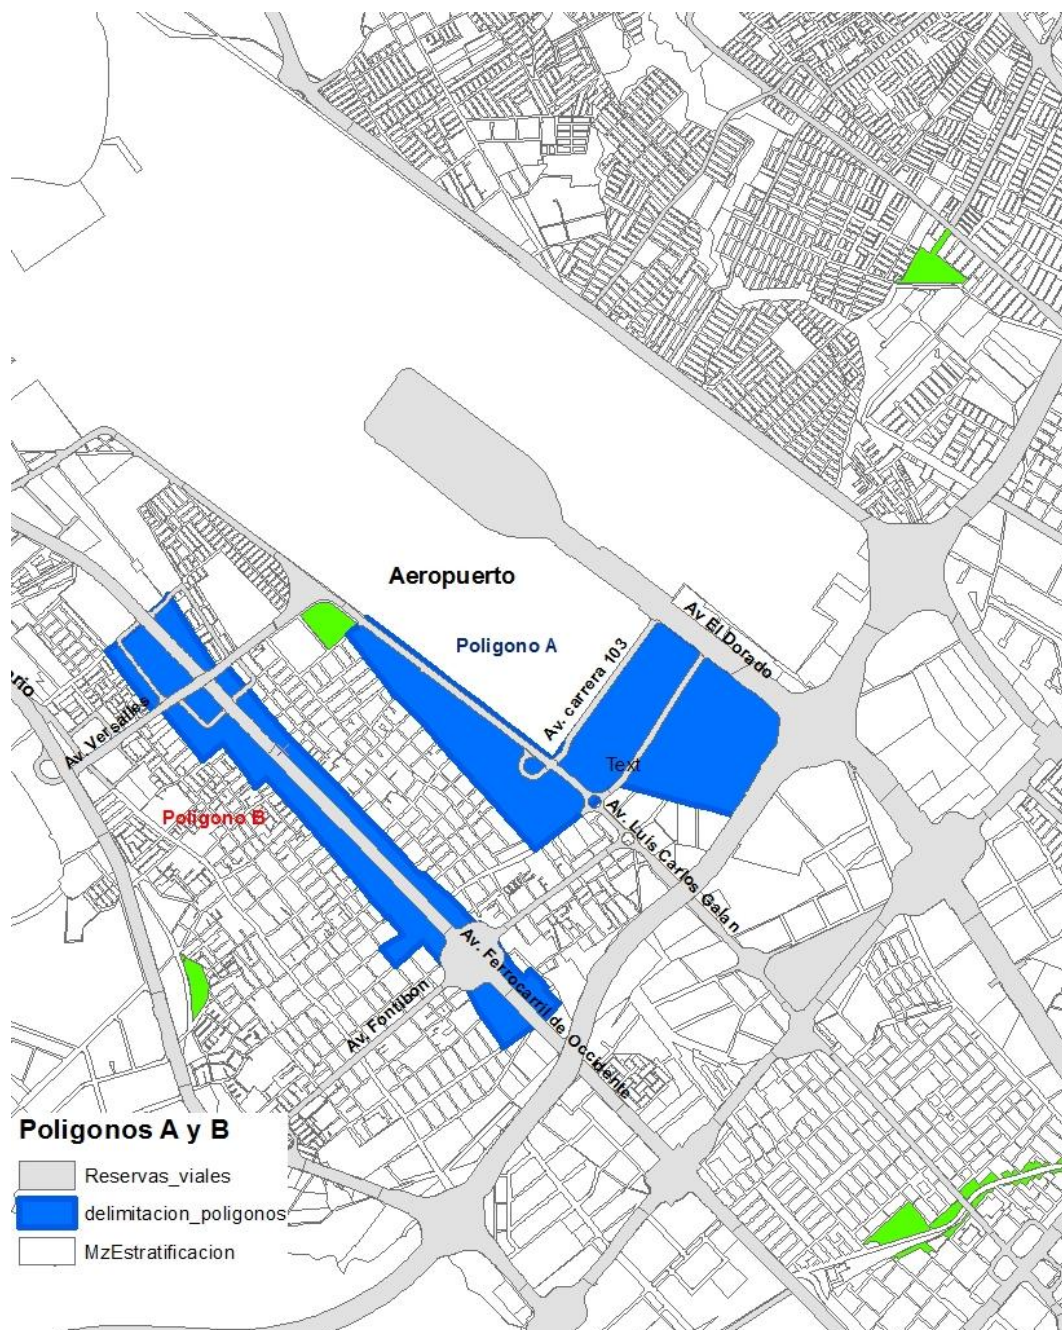 Aeropuerto
Poligono A
Av El Dorado
Av. carrera 103
Av. Versalles
Text
Poligono B
Av. Luis Carlos Galan
Av. Ferrocarril de Occidente
Av. Fontibon
Poligonos A y B
Reservas_viales
delimitacion_poligonos
MzEstratificacion